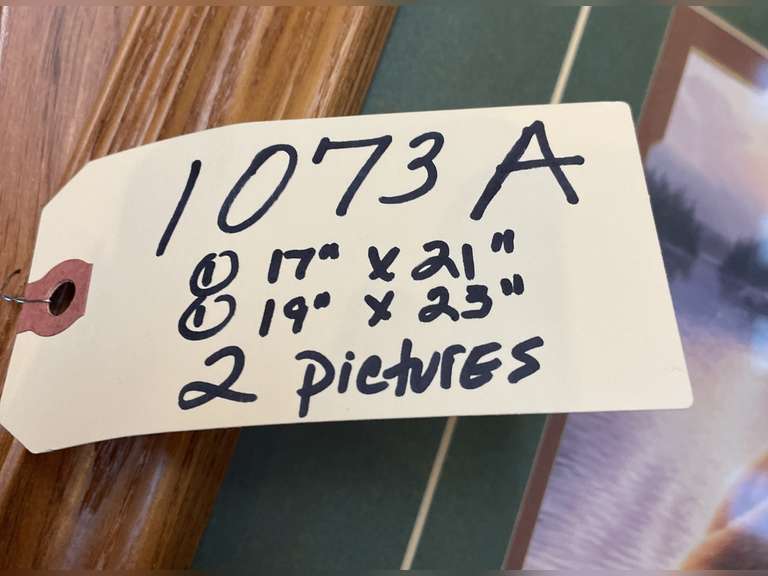 1073 A
① 17" x 21"
① 19" x 23"
2 pictures